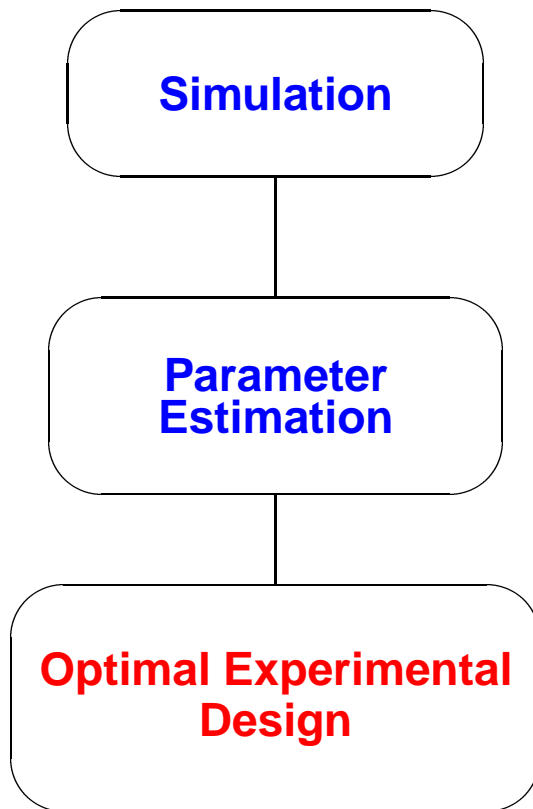 Simulation
Parameter
Estimation
Optimal Experimental
Design